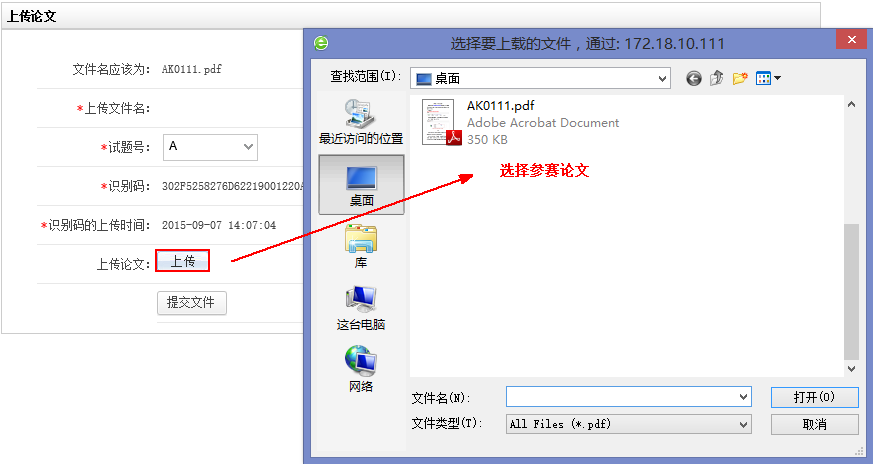 上传论文
文件名应该为: AK0111.pdf
*上传文件名:
*试题号: A
*识别码: 302F5258276D62219001220A
*识别码的上传时间: 2015-09-07 14:07:04
上传论文: 上传
提交文件
选择要上载的文件，通过: 172.18.10.111
查找范围(I): 桌面
最近访问的位置
桌面
库
这台电脑
网络
AK0111.pdf
Adobe Acrobat Document
350 KB
选择参赛论文
文件名(N):
打开(O)
文件类型(T): All Files (*.pdf)
取消